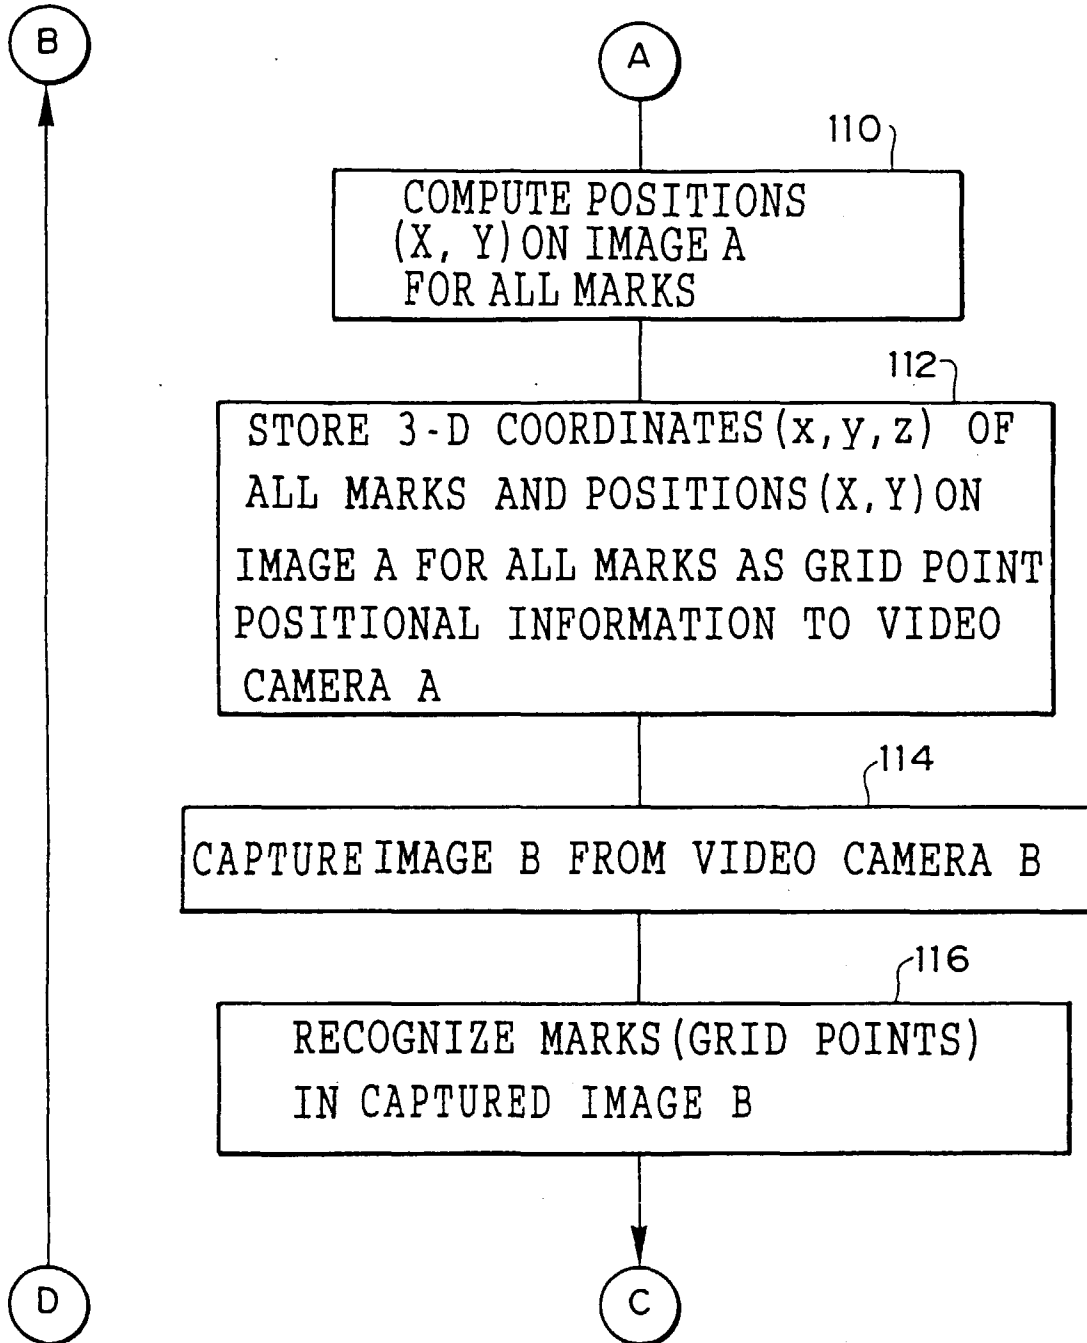 B
A
110
COMPUTE POSITIONS
(X, Y) ON IMAGE A
FOR ALL MARKS
112
STORE 3-D COORDINATES (x,y,z) OF
ALL MARKS AND POSITIONS (X,Y) ON
IMAGE A FOR ALL MARKS AS GRID POINT
POSITIONAL INFORMATION TO VIDEO
CAMERA A
114
CAPTURE IMAGE B FROM VIDEO CAMERA B
116
RECOGNIZE MARKS (GRID POINTS)
IN CAPTURED IMAGE B
D
C